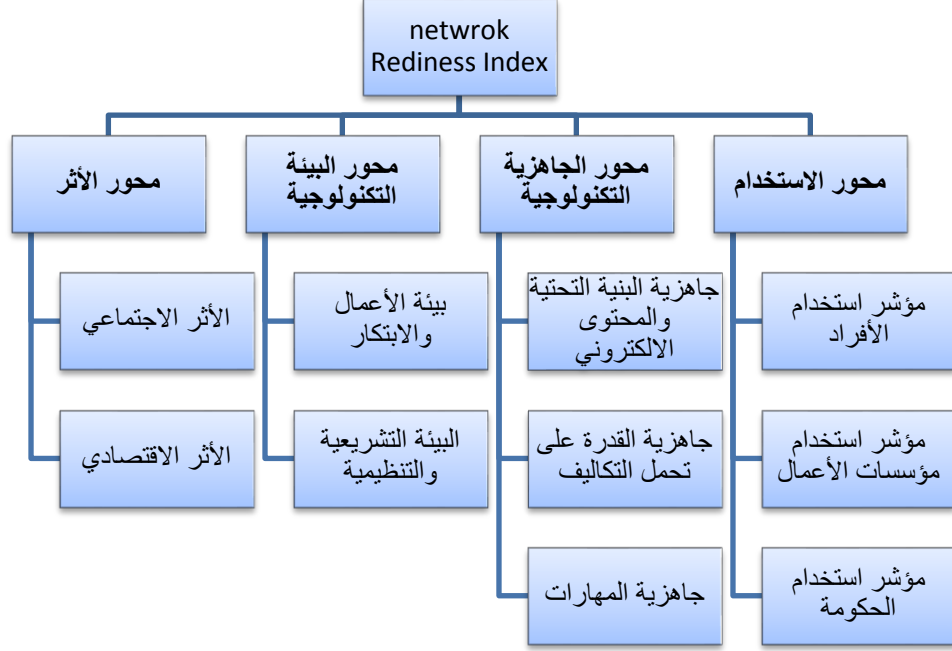 netwrok
Rediness Index
محور الاستخدام
مؤشر استخدام
الأفراد
مؤشر استخدام
مؤسسات الأعمال
مؤشر استخدام
الحكومة
محور الجاهزية
التكنولوجية
جاهزية البنية التحتية
والمحتوى
الالكتروني
جاهزية القدرة على
تحمل التكاليف
جاهزية المهارات
محور البيئة
التكنولوجية
بيئة الأعمال
والابتكار
البيئة التشريعية
والتنظيمية
محور الأثر
الأثر الاجتماعي
الأثر الاقتصادي